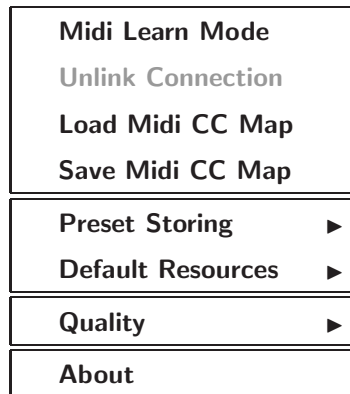 Midi Learn Mode
Unlink Connection
Load Midi CC Map
Save Midi CC Map
Preset Storing
Default Resources
Quality
About